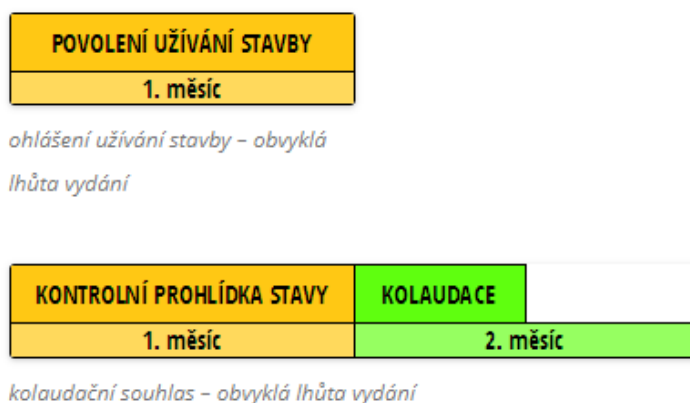 POVOLENÍ UŽÍVÁNÍ STAVBY
1. měsíc
ohlášení užívání stavby – obvyklá
lhůta vydání
KONTROLNÍ PROHLÍDKA STAVY KOLAUDACE
1. měsíc 2. měsíc
kolaudační souhlas – obvyklá lhůta vydání